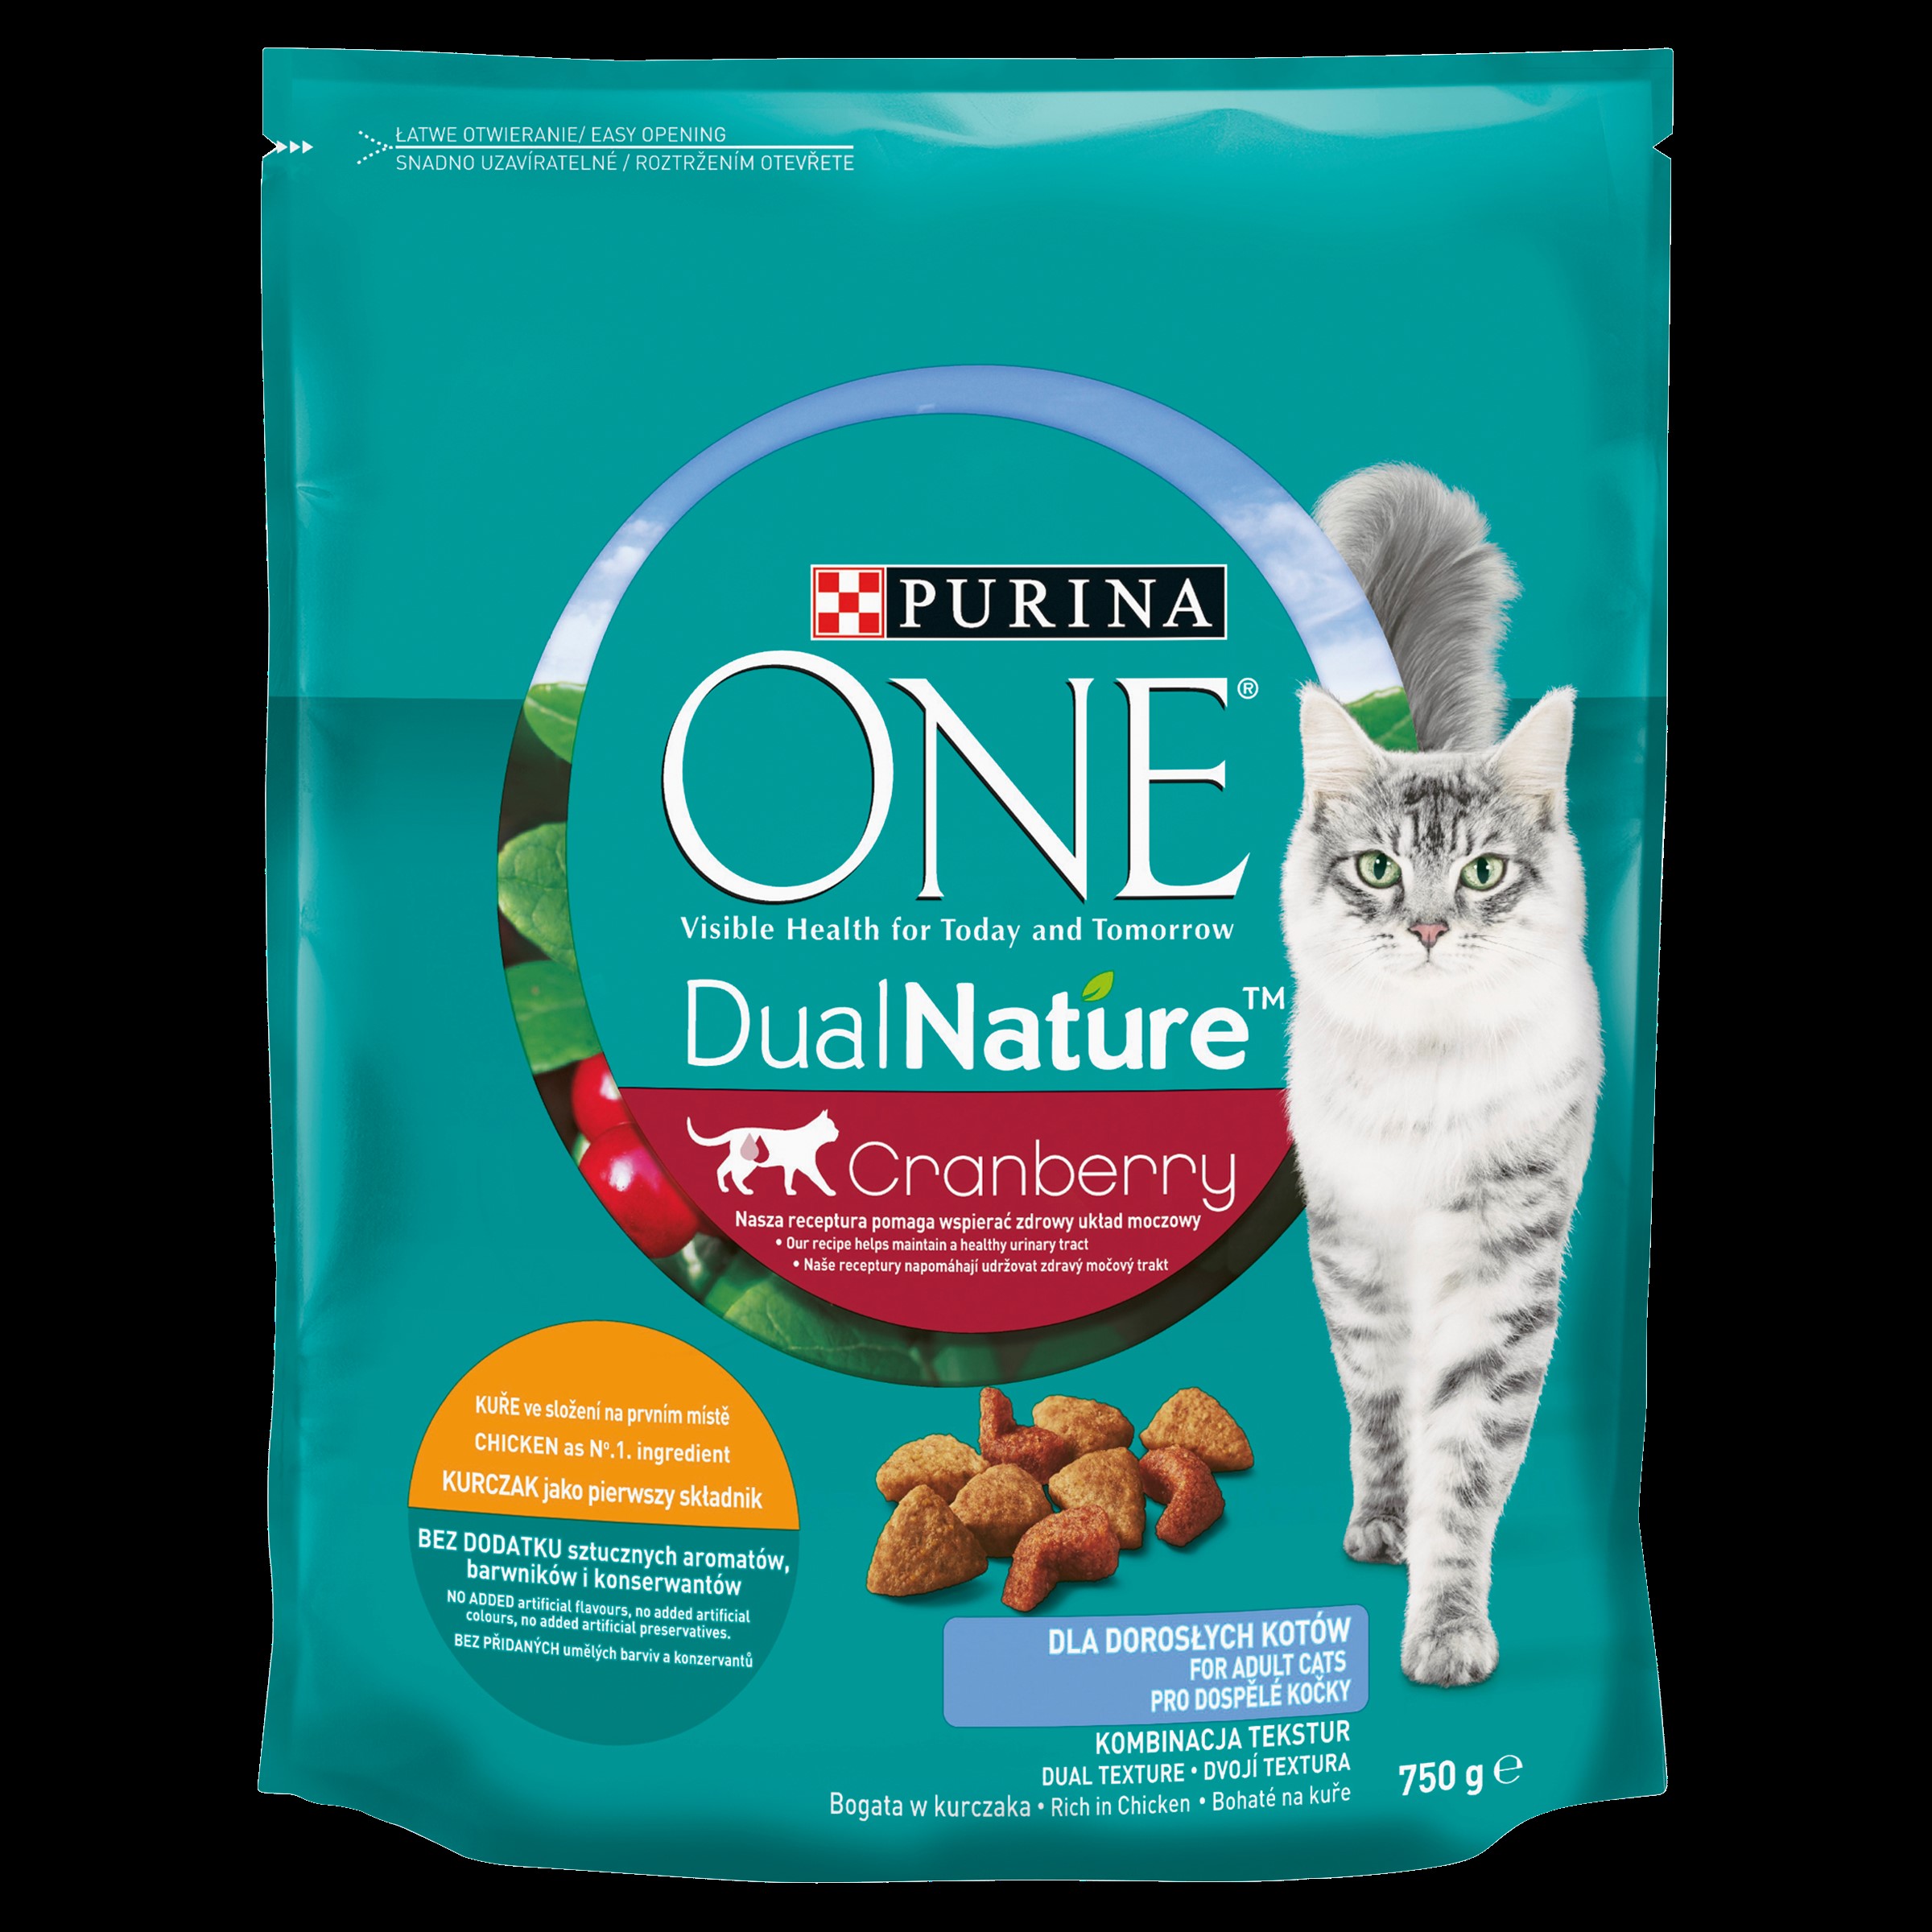 ŁATWE OTWIERANIE/ EASY OPENING
SNADNO UZAVÍRATELNÉ / ROZTRŽENÍM OTEVŘETE
PURINA
ONE®
Visible Health for Today and Tomorrow
DualNature™
Cranberry
Nasza receptura pomaga wspierać zdrowy układ moczowy
• Our recipe helps maintain a healthy urinary tract
• Naše receptury napomáhají udržovat zdravý močový trakt
KUŘE ve složení na prvním místě
CHICKEN as Nº.1. ingredient
KURCZAK jako pierwszy składnik
BEZ DODATKU sztucznych aromatów,
barwników i konserwantów
NO ADDED artificial flavours, no added artificial
colours, no added artificial preservatives.
BEZ PŘIDANÝCH umělých barviv a konzervantů
DLA DOROSŁYCH KOTÓW
FOR ADULT CATS
PRO DOSPĚLÉ KOČKY
KOMBINACJA TEKSTUR
DUAL TEXTURE • DVOJÍ TEXTURA
Bogata w kurczaka • Rich in Chicken • Bohaté na kuře
750 g ℮